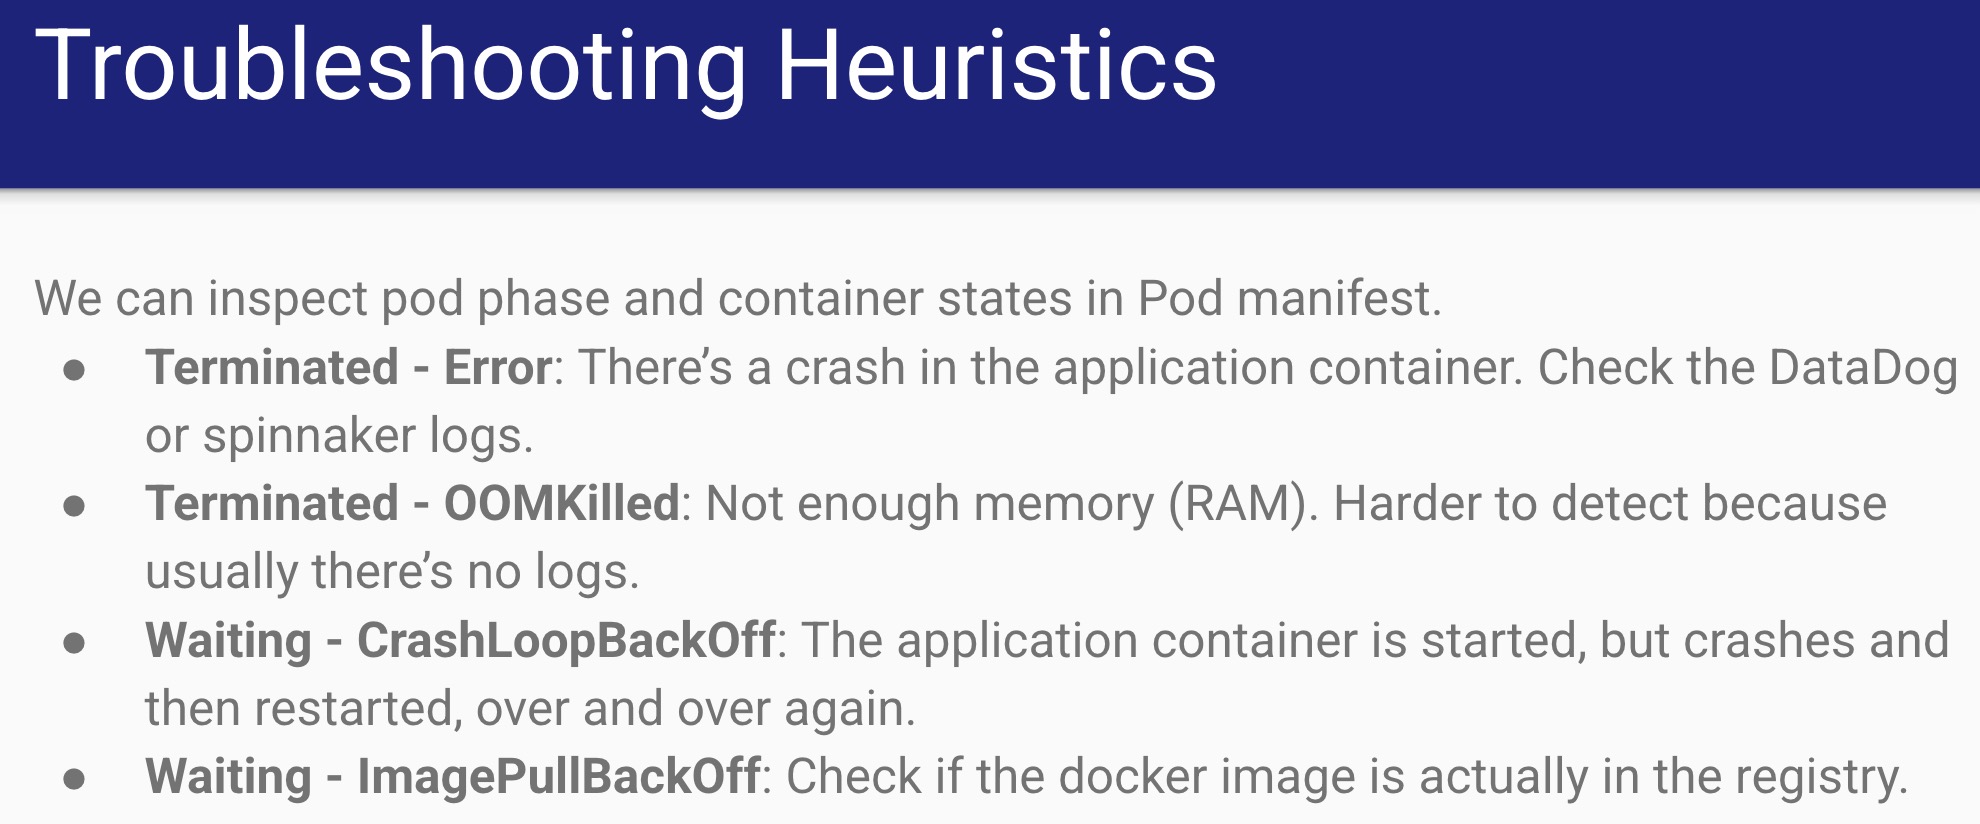 Troubleshooting Heuristics
We can inspect pod phase and container states in Pod manifest.
● Terminated - Error: There’s a crash in the application container. Check the DataDog
or spinnaker logs.
● Terminated - OOMKilled: Not enough memory (RAM). Harder to detect because
usually there’s no logs.
● Waiting - CrashLoopBackOff: The application container is started, but crashes and
then restarted, over and over again.
● Waiting - ImagePullBackOff: Check if the docker image is actually in the registry.